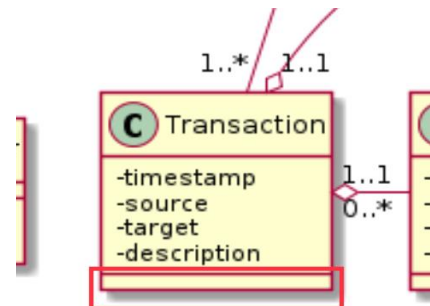 1..* 1..1
C Transaction
-timestamp
-source
-target
-description
1..1
0..*